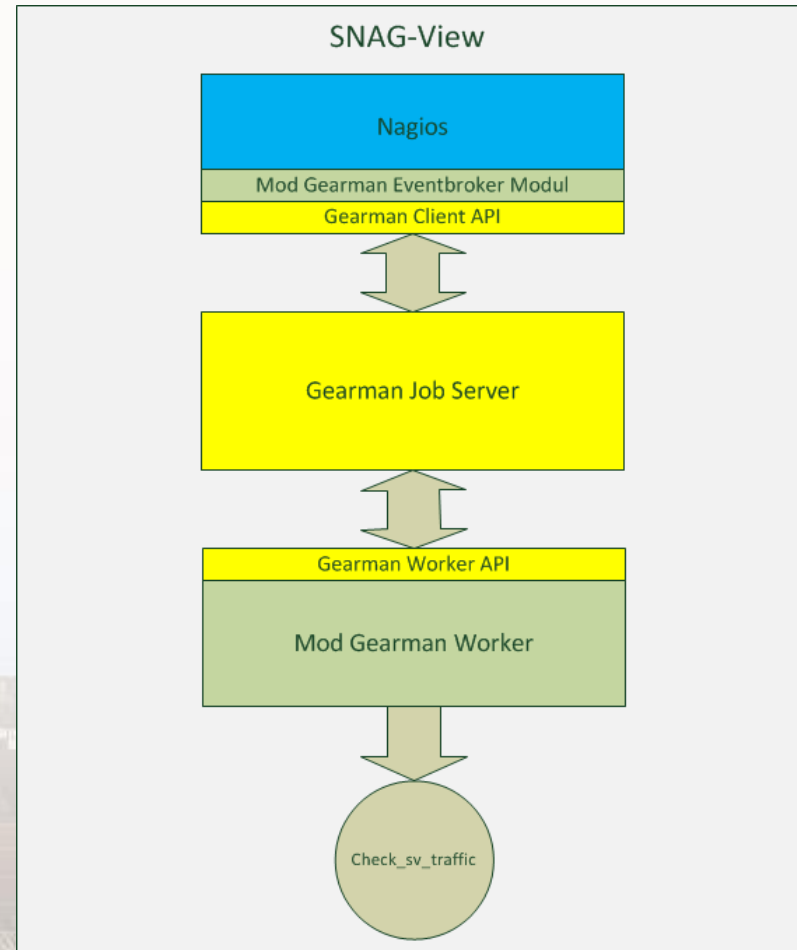 SNAG-View
Nagios
Mod Gearman Eventbroker Modul
Gearman Client API
Gearman Job Server
Gearman Worker API
Mod Gearman Worker
Check_sv_traffic